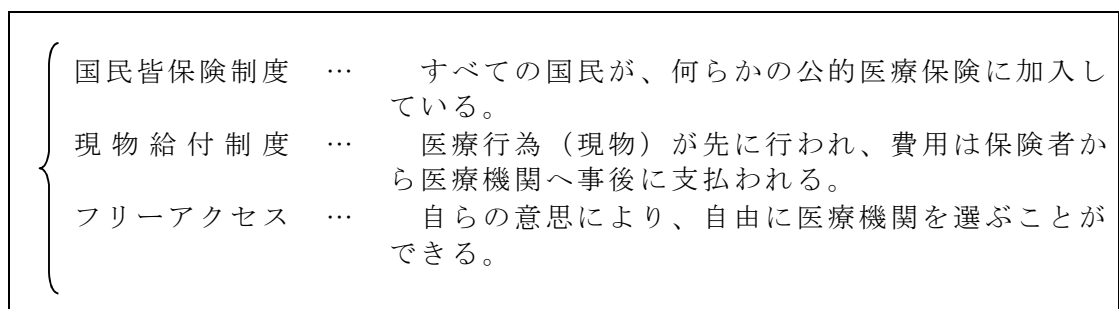 国民皆保険制度 … すべての国民が、何らかの公的医療保険に加入し
ている。
現物給付制度 … 医療行為（現物）が先に行われ、費用は保険者か
ら医療機関へ事後に支払われる。
フリーアクセス … 自らの意思により、自由に医療機関を選ぶことが
できる。